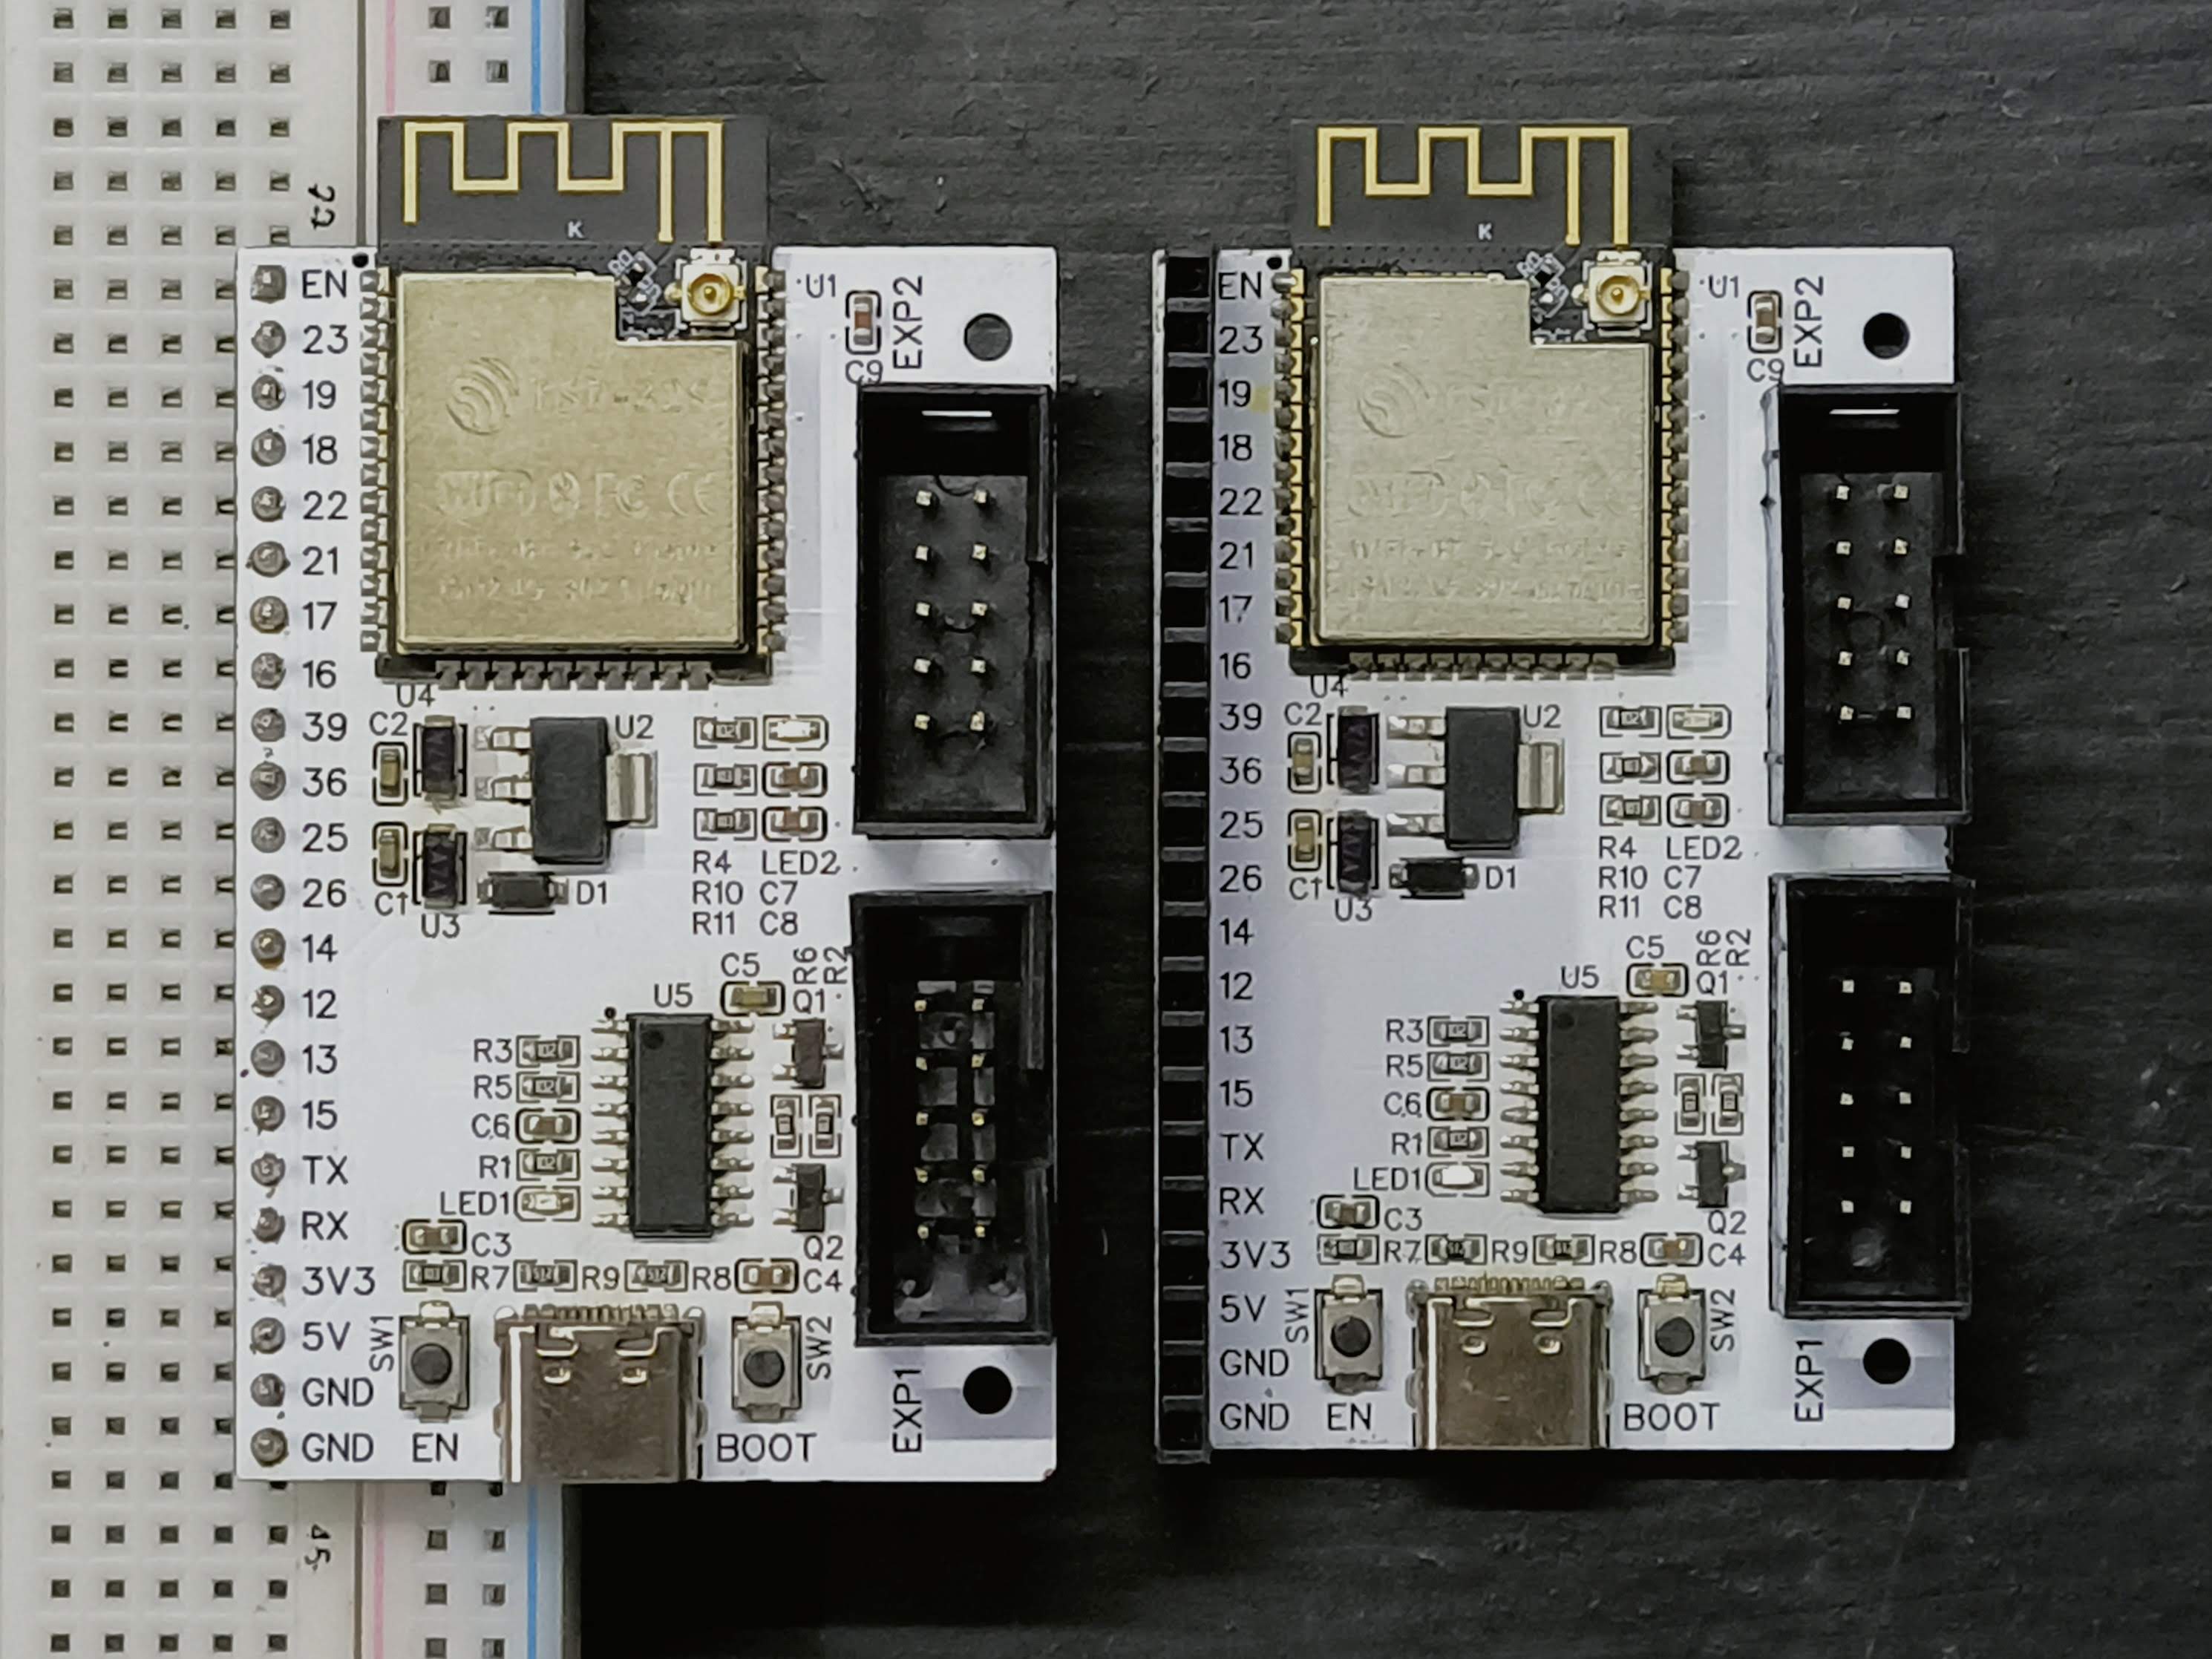 EN
23
19
18
22
21
17
16
39
36
25
26
14
12
13
15
TX
RX
3V3
5V
GND
GND
K
U1
C9
EXP2
U4
C2
U2
C1
U3
D1
R4 LED2
R10 C7
R11 C8
C5
R6
R2
U5
Q1
R3
R5
C6
R1
LED1
C3
Q2
R7
R9
R8
C4
SW1
SW2
EN
BOOT
EXP1
EN
23
19
18
22
21
17
16
39
36
25
26
14
12
13
15
TX
RX
3V3
5V
GND
GND
K
U1
C9
EXP2
U4
C2
U2
C1
U3
D1
R4 LED2
R10 C7
R11 C8
C5
R6
R2
U5
Q1
R3
R5
C6
R1
LED1
C3
Q2
R7
R9
R8
C4
SW1
SW2
EN
BOOT
EXP1